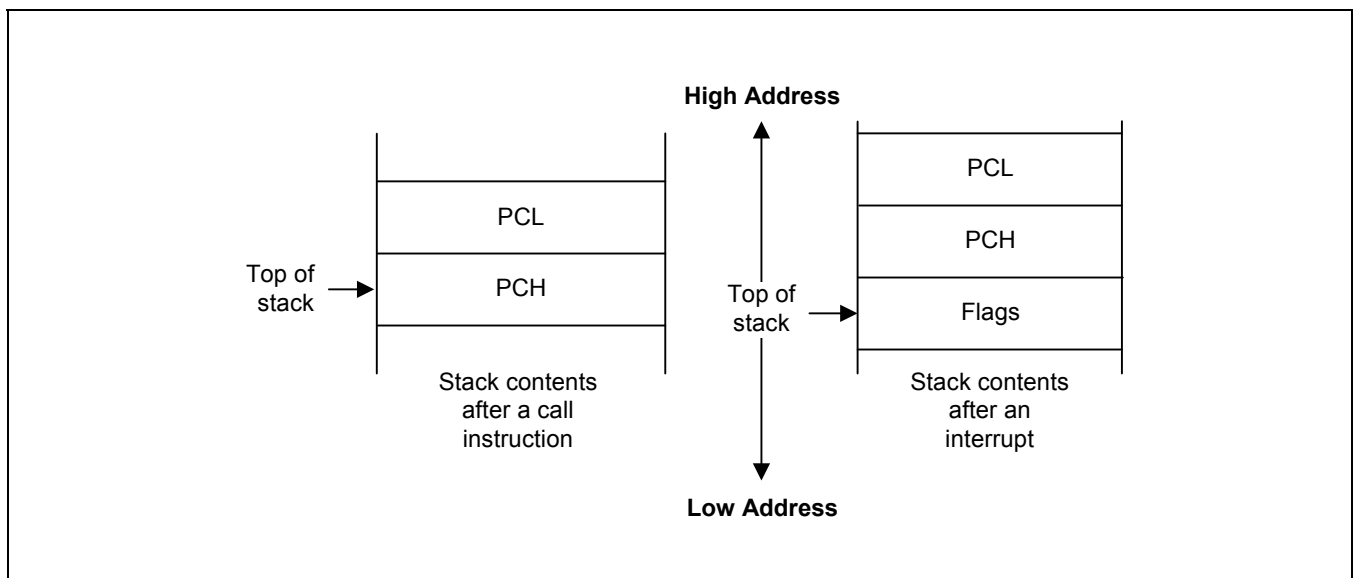 High Address
PCL
PCH
Top of
stack
Stack contents
after a call
instruction
PCL
PCH
Top of
stack
Flags
Stack contents
after an
interrupt
Low Address